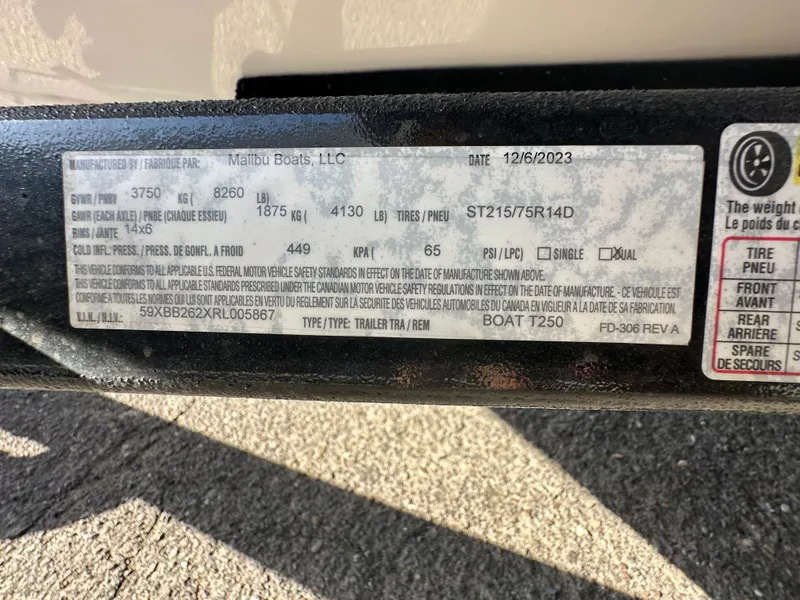 MANUFACTURED BY / FABRIQUE PAR: Malibu Boats, LLC DATE 12/6/2023
GVWR / PNBV 3750 KG ( 8260 LB)
GAWR (EACH AXLE) / PNBE (CHAQUE ESSIEU) 1875 KG ( 4130 LB) TIRES / PNEU ST215/75R14D
RIMS / JANTE 14x6
COLD INFL. PRESS. / PRESS. DE GONFL. A FROID 449 KPA ( 65 PSI / LPC) SINGLE DUAL
THIS VEHICLE CONFORMS TO ALL APPLICABLE U.S. FEDERAL MOTOR VEHICLE SAFETY STANDARDS IN EFFECT ON THE DATE OF MANUFACTURE SHOWN ABOVE.
THIS VEHICLE CONFORMS TO ALL APPLICABLE STANDARDS PRESCRIBED UNDER THE CANADIAN MOTOR VEHICLE SAFETY REGULATIONS IN EFFECT ON THE DATE OF MANUFACTURE. - CE VEHICULE EST
CONFORME A TOUTES LES NORMES QUI LUI SONT APPLICABLES EN VERTU DU REGLEMENT SUR LA SECURITE DES VEHICULES AUTOMOBILES DU CANADA EN VIGUEUR A LA DATE DE SA FABRICATION.
V.I.N. / N.I.V.: 59XBB262XRL005867 TYPE / TYPE: TRAILER TRA / REM BOAT T250 FD-306 REV A
The weight
Le poids du
TIRE
PNEU
FRONT
AVANT
REAR
ARRIÈRE
SPARE
DE SECOURS